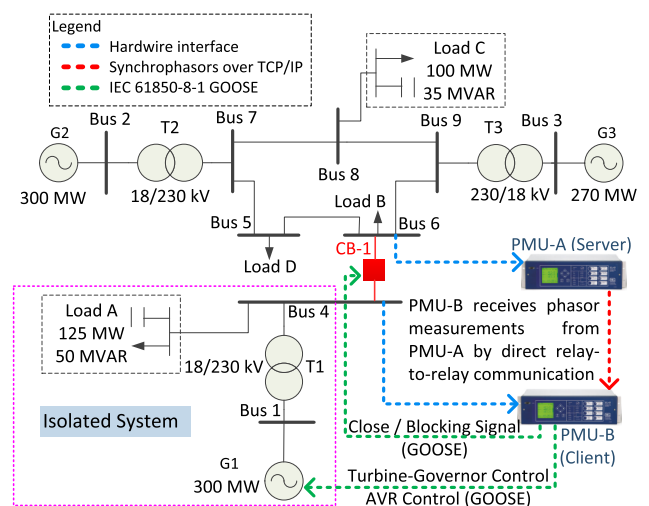 Legend
Hardwire interface
Synchrophasors over TCP/IP
IEC 61850-8-1 GOOSE
Load C
100 MW
35 MVAR
G2
Bus 2
T2
Bus 7
Bus 9
T3
Bus 3
G3
300 MW
18/230 kV
Bus 8
230/18 kV
270 MW
Load B
Bus 5
Bus 6
CB-1
Load D
PMU-A (Server)
Load A
125 MW
50 MVAR
Bus 4
18/230 kV
T1
PMU-B receives phasor
measurements from
PMU-A by direct relay-
to-relay communication
Isolated System
Bus 1
Close / Blocking Signal
(GOOSE)
PMU-B
(Client)
G1
300 MW
Turbine-Governor Control
AVR Control (GOOSE)